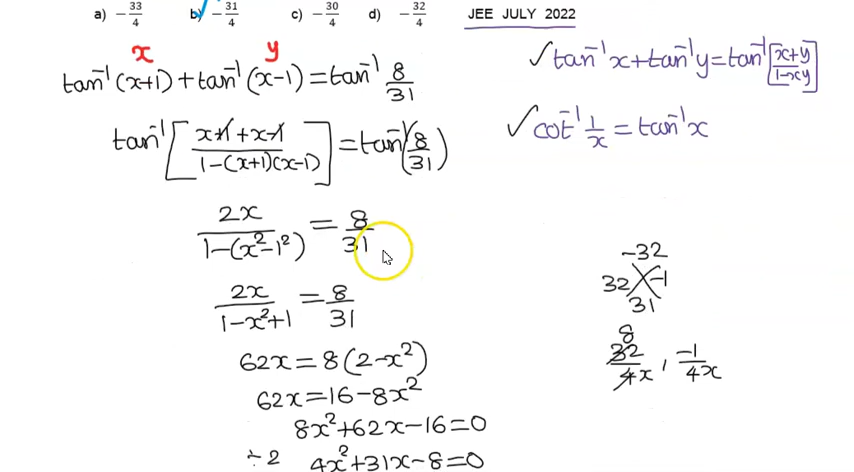 a) −33/4 b) −31/4 c) −30/4 d) −32/4 JEE JULY 2022
x y
tan⁻¹(x+1)+tan⁻¹(x−1)=tan⁻¹ 8/31
✓tan⁻¹x+tan⁻¹y=tan⁻¹[x+y/1−xy]
tan⁻¹[x+1+x−1/1−(x+1)(x−1)]=tan⁻¹(8/31)
✓cot⁻¹ 1/x = tan⁻¹x
2x/1−(x²−1²) = 8/31
−32
32 −1
31
2x/1−x²+1 = 8/31
8
32/4x , −1/4x
62x=8(2−x²)
62x=16−8x²
8x²+62x−16=0
÷2 4x²+31x−8=0